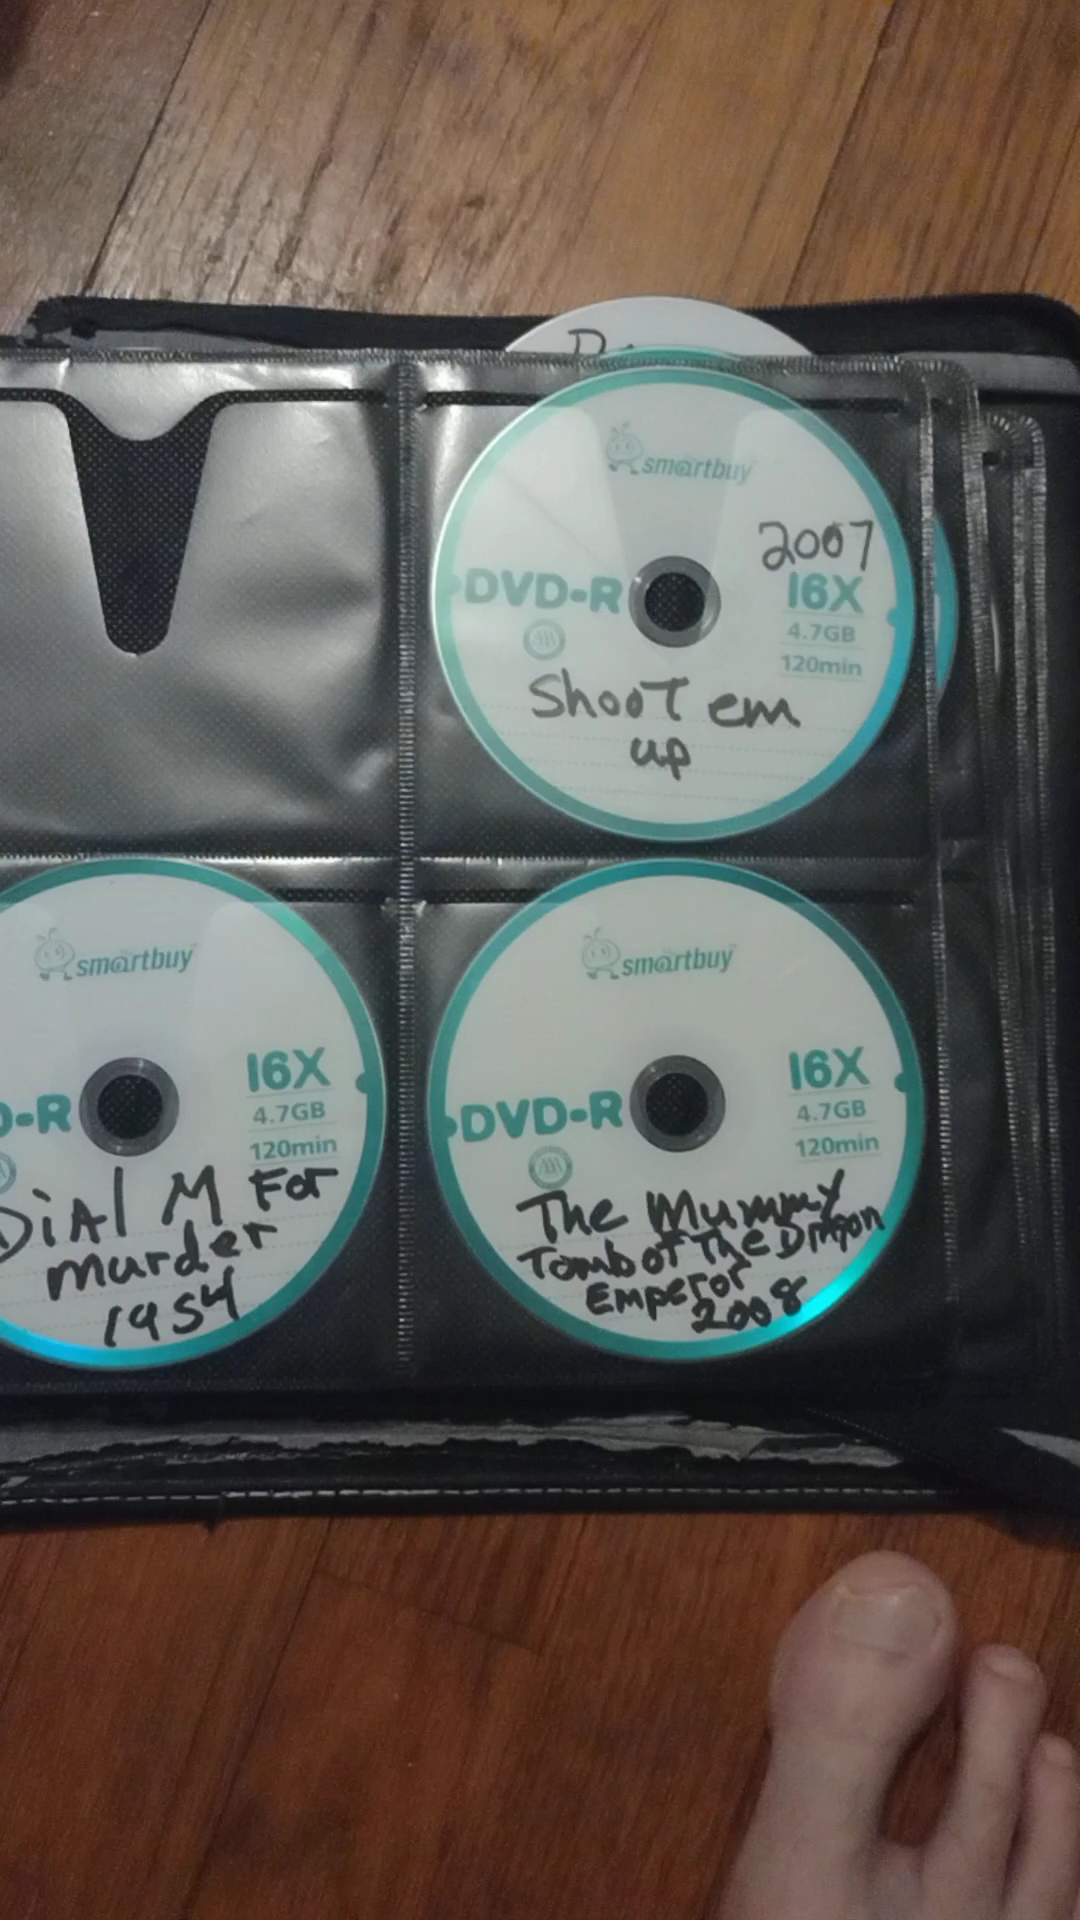 smartbuy
2007
DVD-R
16X
4.7GB
120min
ShooT em
up
smartbuy
16X
D-R
4.7GB
120min
DiAl M For
murder
1954
smartbuy
16X
DVD-R
4.7GB
120min
The Mummy
Tomb of The Dragon
Emperor
2008